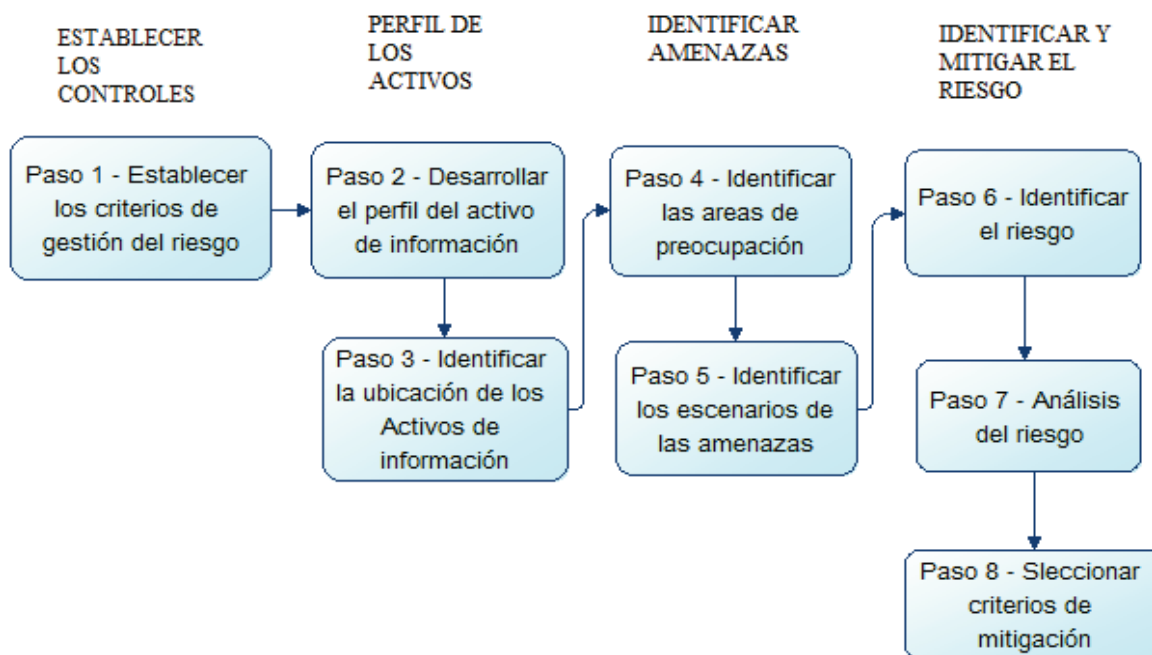 ESTABLECER
LOS
CONTROLES
PERFIL DE
LOS
ACTIVOS
IDENTIFICAR
AMENAZAS
IDENTIFICAR Y
MITIGAR EL
RIESGO
Paso 1 - Establecer
los criterios de
gestión del riesgo
Paso 2 - Desarrollar
el perfil del activo
de información
Paso 3 - Identificar
la ubicación de los
Activos de
información
Paso 4 - Identificar
las areas de
preocupación
Paso 5 - Identificar
los escenarios de
las amenazas
Paso 6 - Identificar
el riesgo
Paso 7 - Análisis
del riesgo
Paso 8 - Sleccionar
criterios de
mitigación